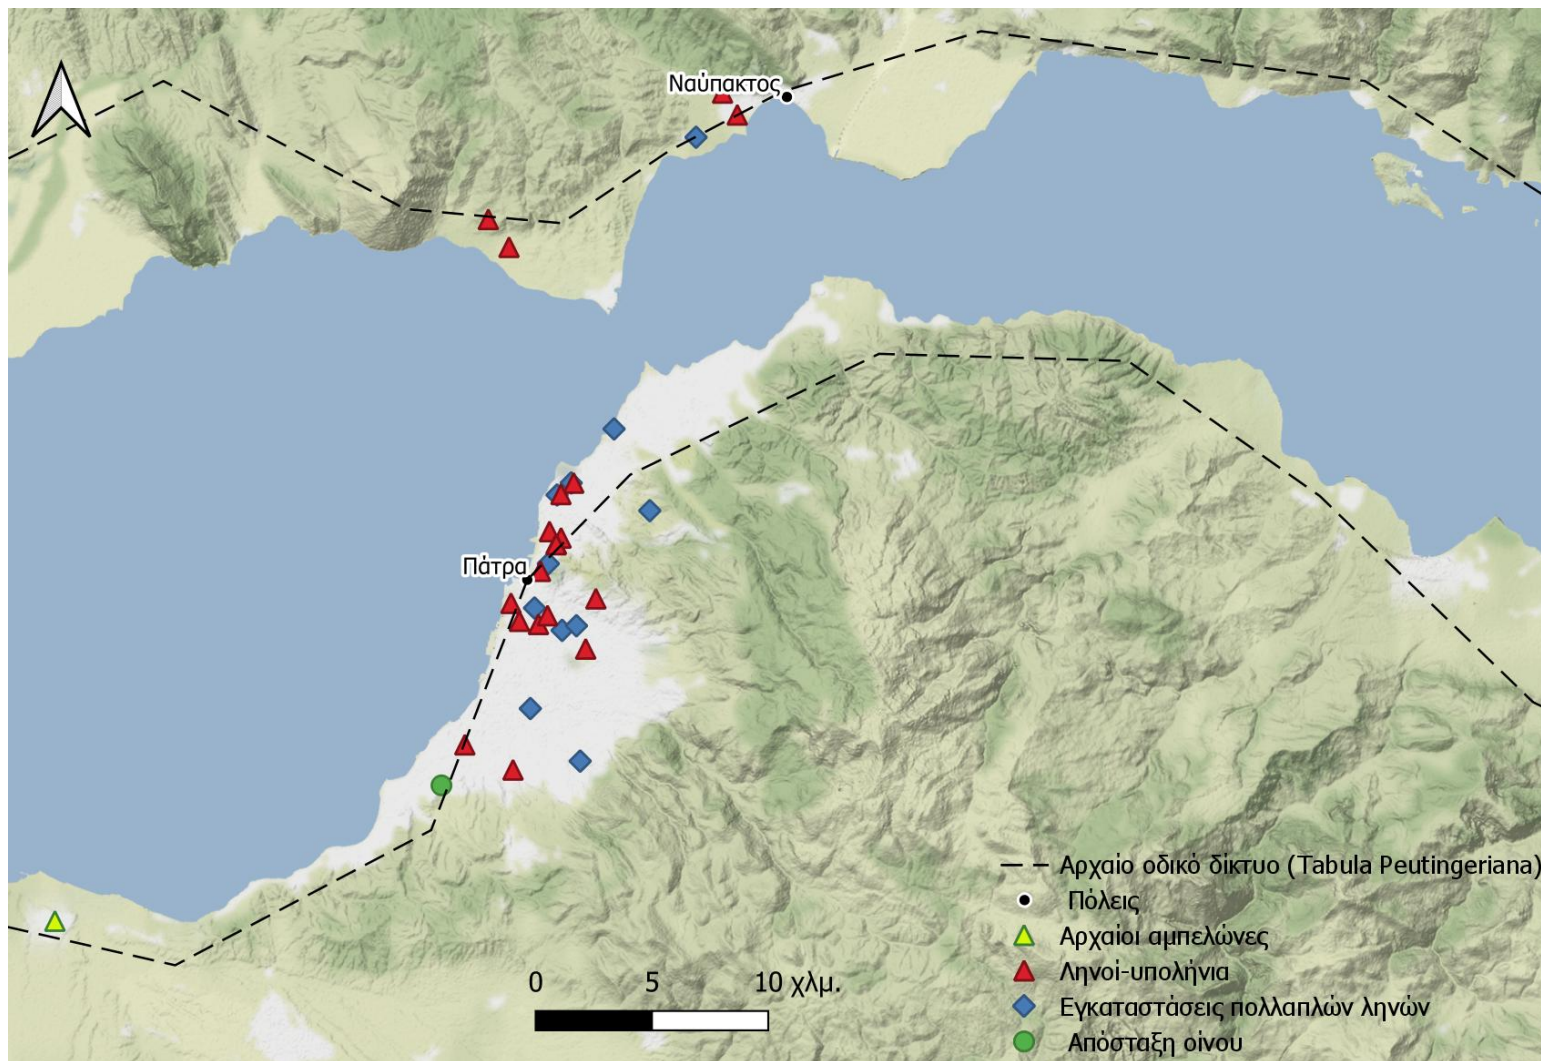 Ναύπακτος
Πάτρα
Αρχαίο οδικό δίκτυο (Tabula Peutingeriana)
Πόλεις
Αρχαίοι αμπελώνες
Ληνοί-υπολήνια
Εγκαταστάσεις πολλαπλών ληνών
Απόσταξη οίνου
0 5 10 χλμ.